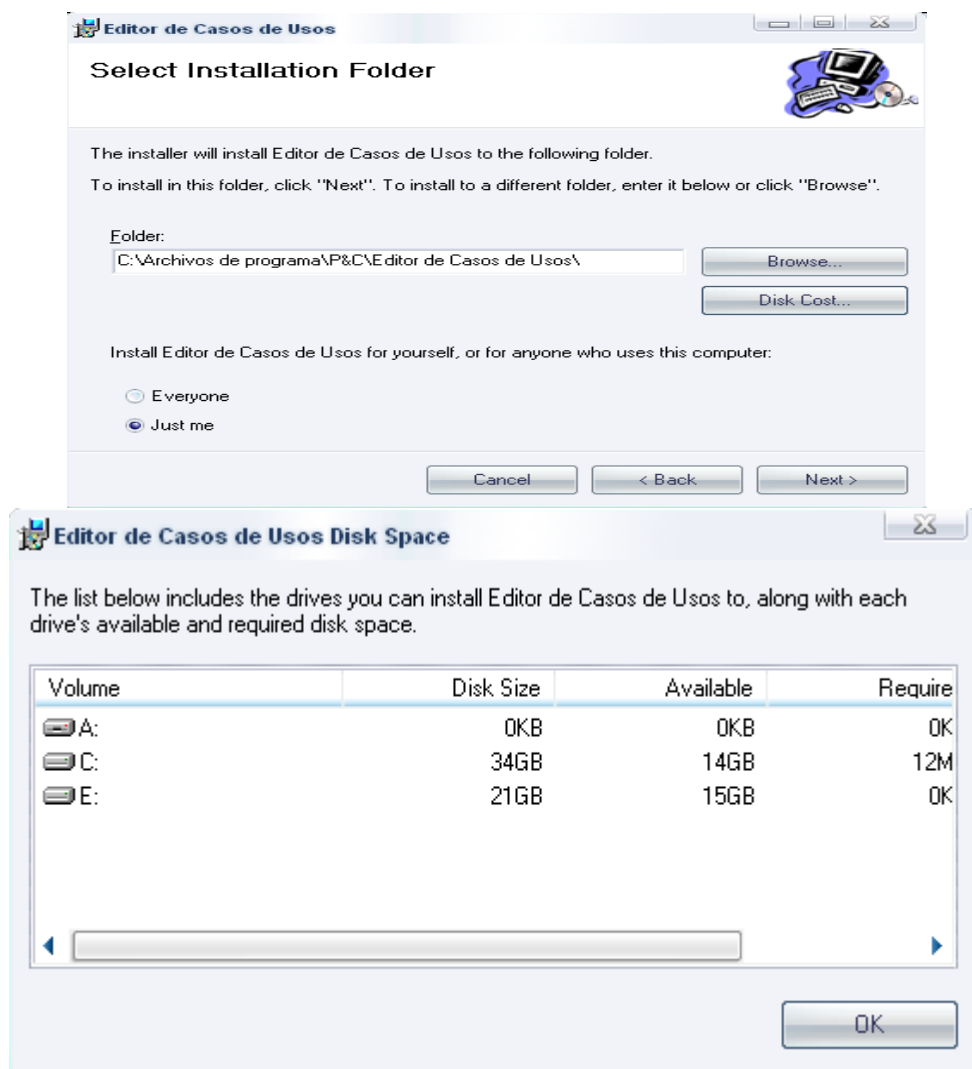 Editor de Casos de Usos
Select Installation Folder
The installer will install Editor de Casos de Usos to the following folder.
To install in this folder, click "Next". To install to a different folder, enter it below or click "Browse".
Folder:
C:\Archivos de programa\P&C\Editor de Casos de Usos\
Browse...
Disk Cost...
Install Editor de Casos de Usos for yourself, or for anyone who uses this computer:
Everyone
Just me
Cancel
< Back
Next >
Editor de Casos de Usos Disk Space
The list below includes the drives you can install Editor de Casos de Usos to, along with each
drive's available and required disk space.
Volume Disk Size Available Require
A: 0KB 0KB 0K
C: 34GB 14GB 12M
E: 21GB 15GB 0K
OK